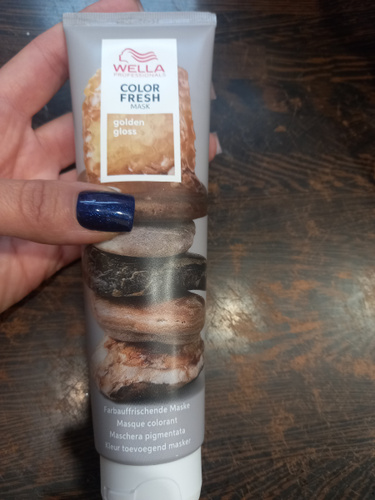 WELLA
PROFESSIONALS
COLOR
FRESH
MASK
golden
gloss
Farbauffrischende Maske
Masque colorant
Maschera pigmentata
Kleur toevoegend masker